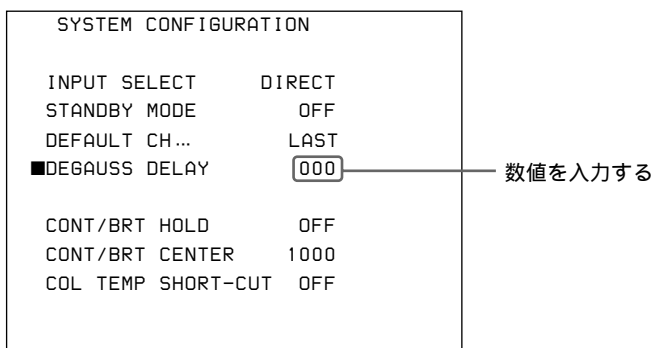 SYSTEM CONFIGURATION
INPUT SELECT DIRECT
STANDBY MODE OFF
DEFAULT CH… LAST
■DEGAUSS DELAY 000
数値を入力する
CONT/BRT HOLD OFF
CONT/BRT CENTER 1000
COL TEMP SHORT-CUT OFF